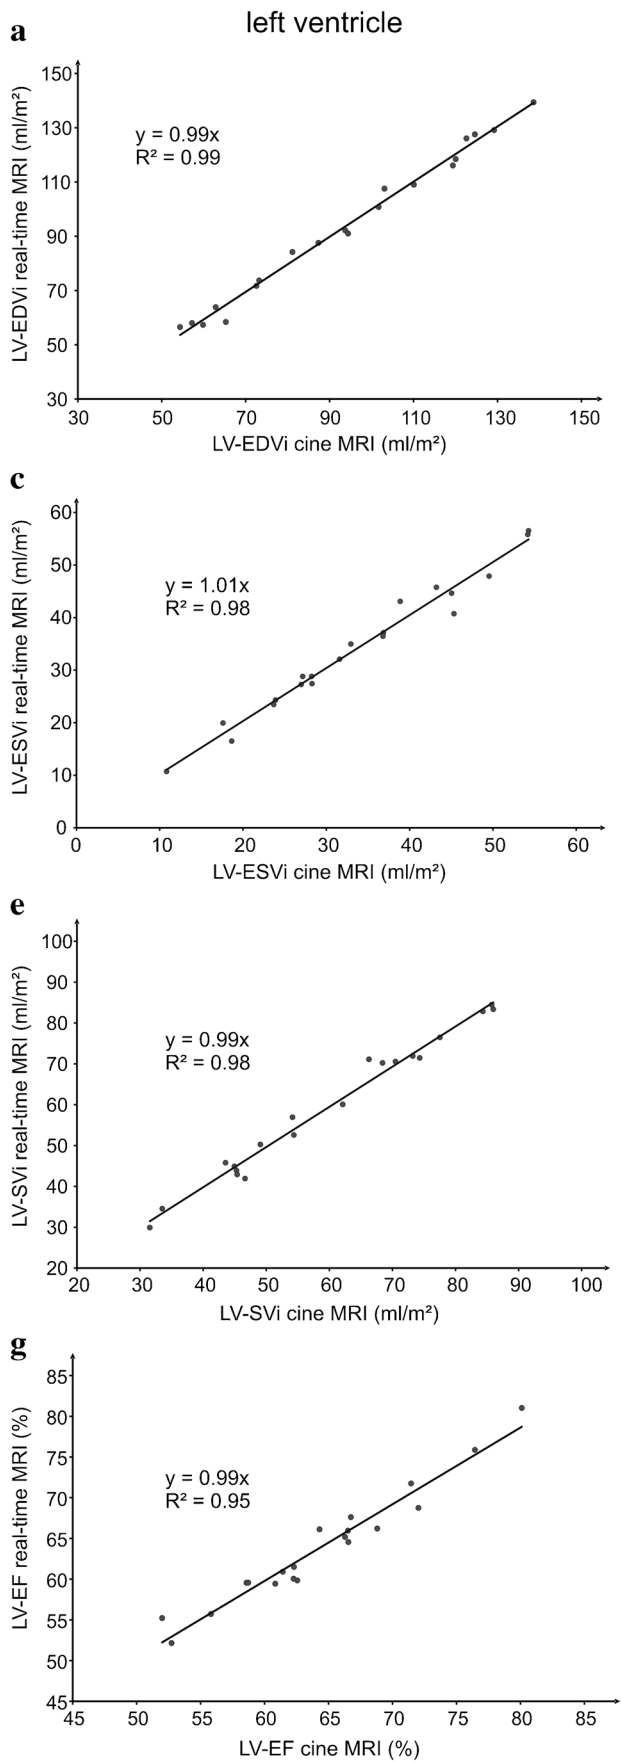 left ventricle
a
LV-EDVi real-time MRI (ml/m²)
150
130
110
90
70
50
30
y = 0.99x
R² = 0.99
30 50 70 90 110 130 150
LV-EDVi cine MRI (ml/m²)
c
LV-ESVi real-time MRI (ml/m²)
60
50
40
30
20
10
0
y = 1.01x
R² = 0.98
0 10 20 30 40 50 60
LV-ESVi cine MRI (ml/m²)
e
LV-SVi real-time MRI (ml/m²)
100
90
80
70
60
50
40
30
20
y = 0.99x
R² = 0.98
20 30 40 50 60 70 80 90 100
LV-SVi cine MRI (ml/m²)
g
LV-EF real-time MRI (%)
85
80
75
70
65
60
55
50
45
y = 0.99x
R² = 0.95
45 50 55 60 65 70 75 80 85
LV-EF cine MRI (%)